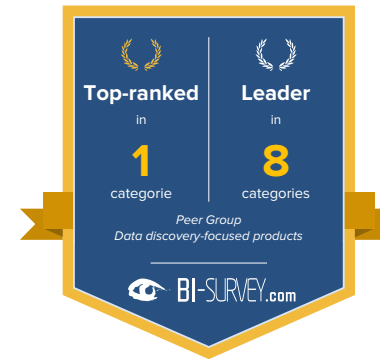 Top-ranked
in
1
categorie
Leader
in
8
categories
Peer Group
Data discovery-focused products
BI-SURVEY.com